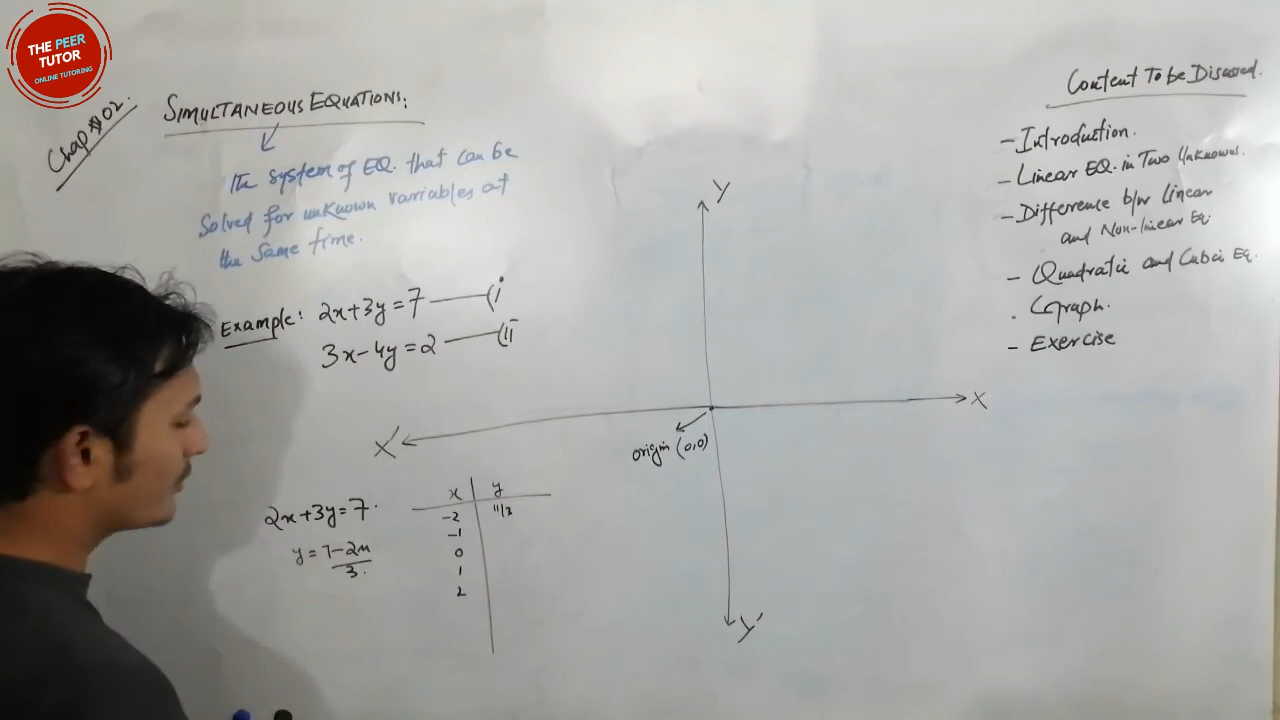 THE PEER
TUTOR
ONLINE TUTORING
Chap 02.
SIMULTANEOUS EQUATIONS:
The system of EQ. that can be
Solved for unknown variables at
the Same time.
Example: 2x+3y=7 (i
3x-4y=2 (ii
Y
X
X'
origin (0,0)
Y'
2x+3y=7.
y=7-2x
3.
x y
-2 11/3
-1
0
1
2
Content To be Discussed.
- Introduction.
- Linear EQ. in Two Unknowns.
- Difference b/w Linear
and Non-linear Eq.
- Quadratic and Cubic Eq.
. Graph.
- Exercise